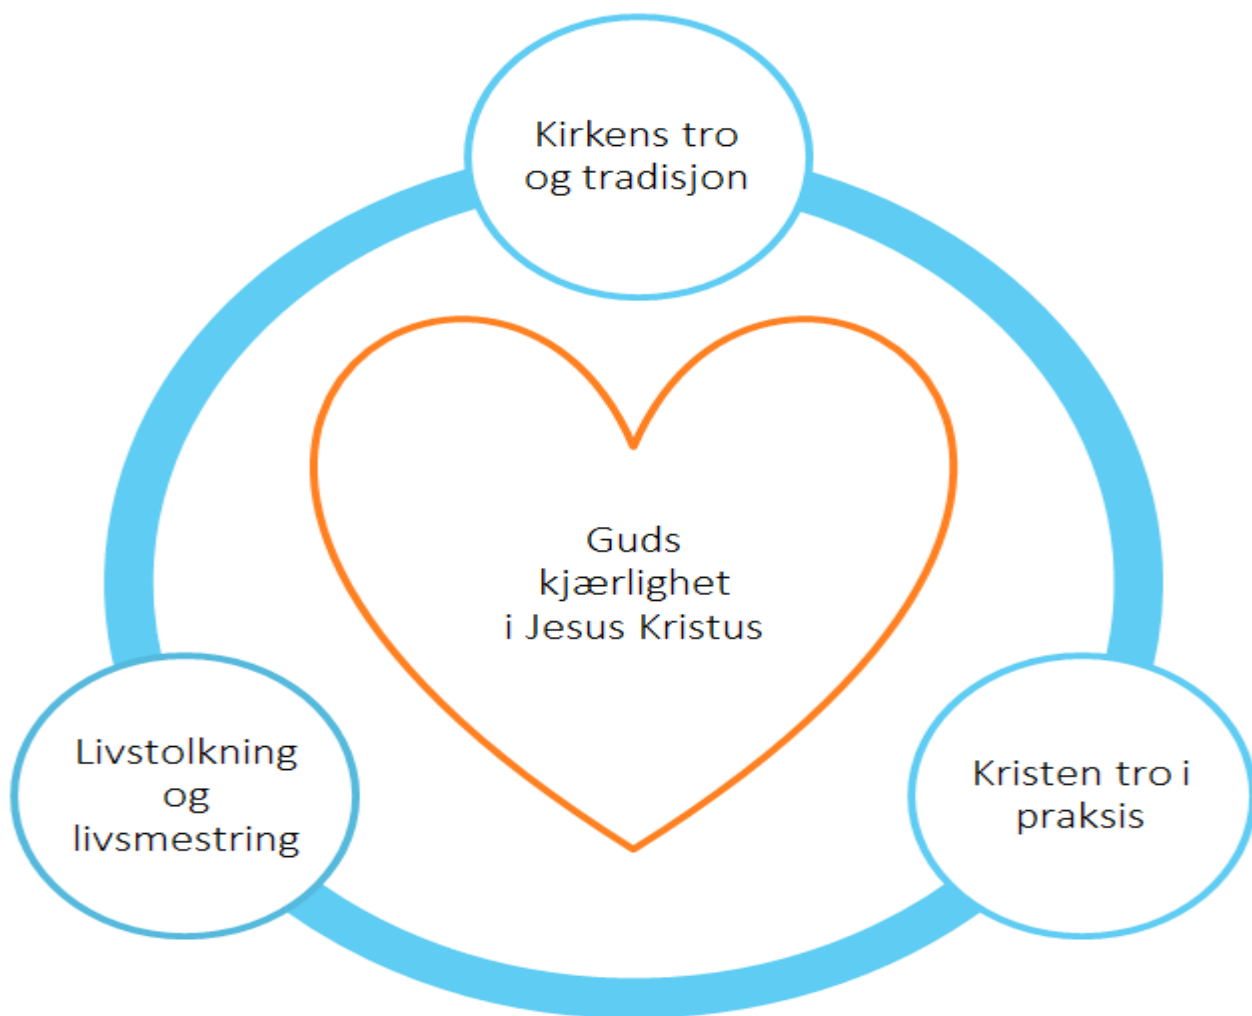 Kirkens tro
og tradisjon
Guds
kjærlighet
i Jesus Kristus
Livstolkning
og
livsmestring
Kristen tro i
praksis